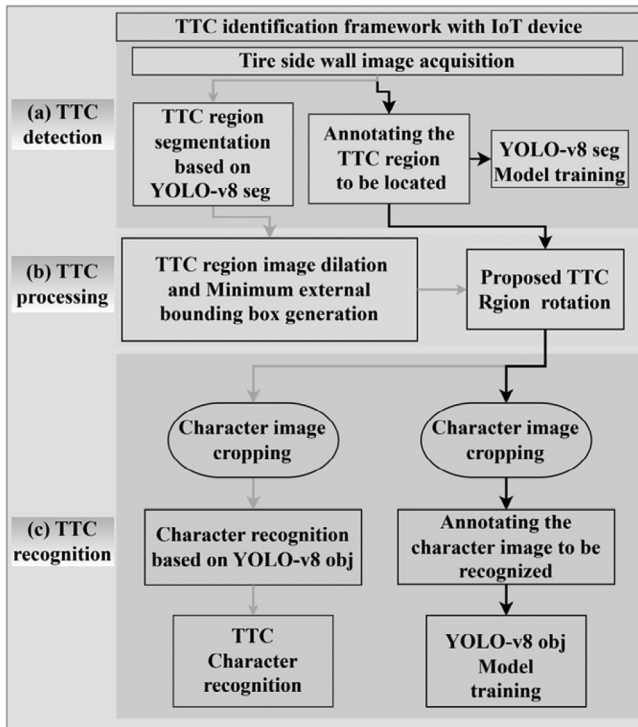 TTC identification framework with IoT device
Tire side wall image acquisition
(a) TTC
detection
TTC region
segmentation
based on
YOLO-v8 seg
Annotating the
TTC region
to be located
YOLO-v8 seg
Model training
(b) TTC
processing
TTC region image dilation
and Minimum external
bounding box generation
Proposed TTC
Rgion rotation
(c) TTC
recognition
Character image
cropping
Character image
cropping
Character recognition
based on YOLO-v8 obj
Annotating the
character image to be
recognized
TTC
Character
recognition
YOLO-v8 obj
Model
training